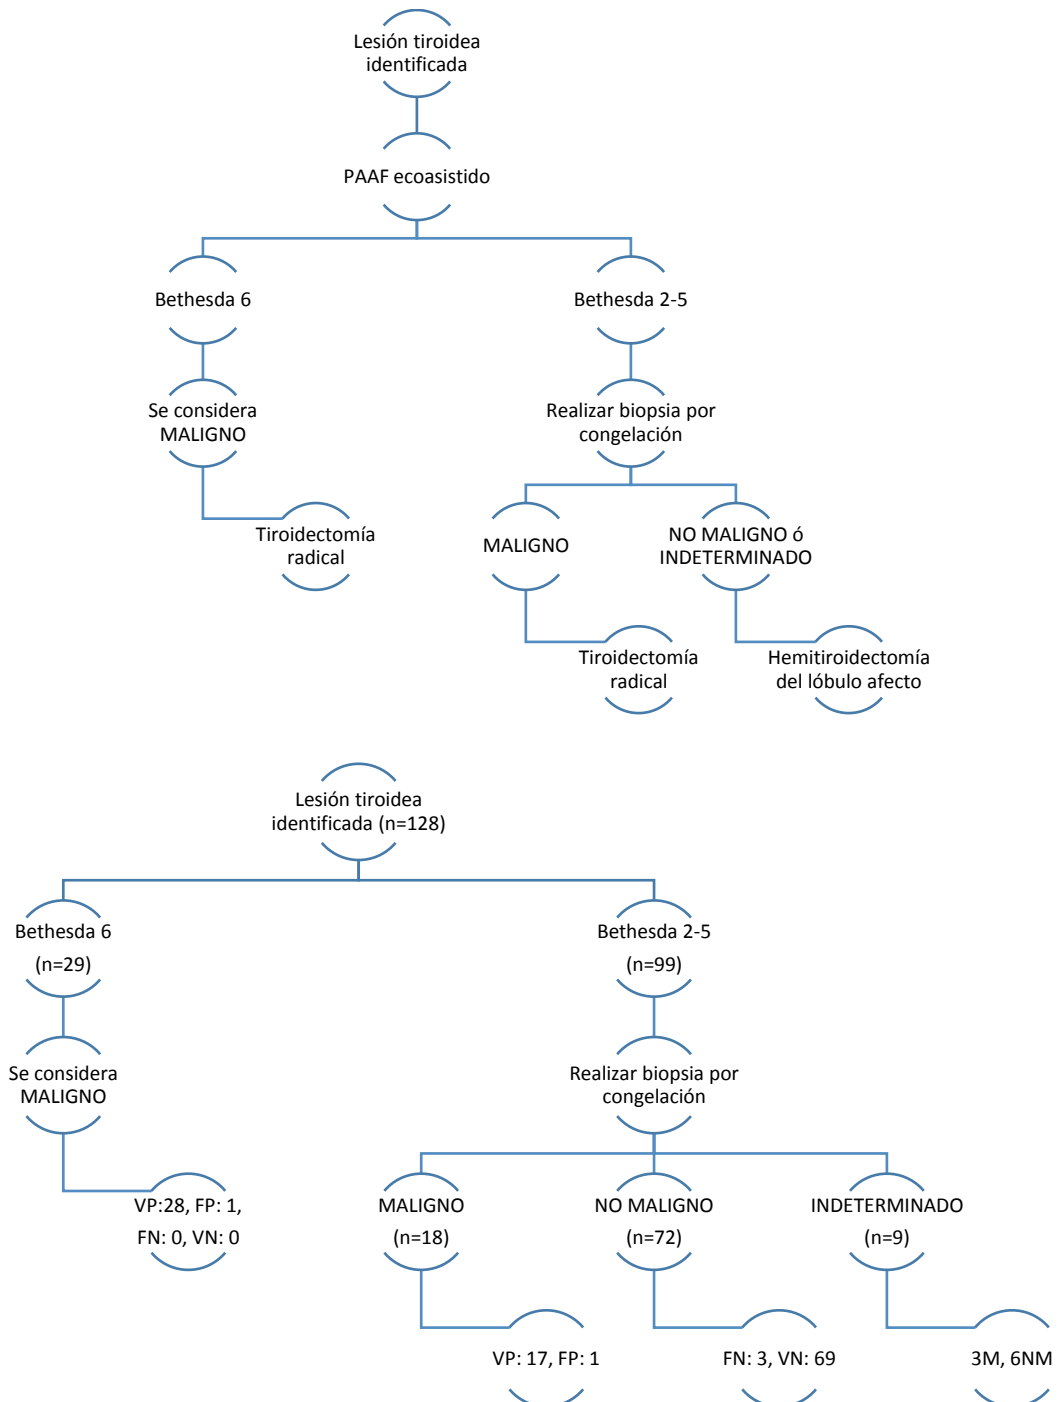 Lesión tiroidea
identificada
PAAF ecoasistido
Bethesda 6
Bethesda 2-5
Se considera
MALIGNO
Realizar biopsia por
congelación
Tiroidectomía
radical
MALIGNO
NO MALIGNO ó
INDETERMINADO
Tiroidectomía
radical
Hemitiroidectomía
del lóbulo afecto
Lesión tiroidea
identificada (n=128)
Bethesda 6
(n=29)
Bethesda 2-5
(n=99)
Se considera
MALIGNO
Realizar biopsia por
congelación
VP:28, FP: 1,
FN: 0, VN: 0
MALIGNO
(n=18)
NO MALIGNO
(n=72)
INDETERMINADO
(n=9)
VP: 17, FP: 1
FN: 3, VN: 69
3M, 6NM